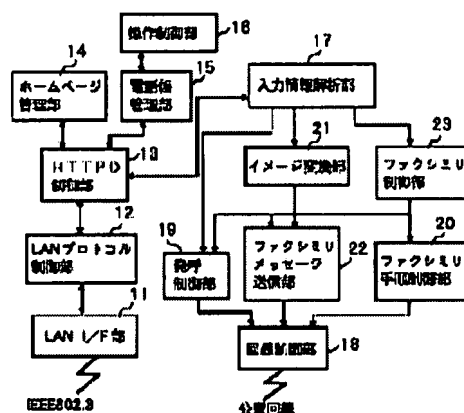 操作制御部
16
14
ホームページ
管理部
15
電話帳
管理部
17
入力情報解析部
13
HTTPD
制御部
21
イメージ変換部
23
ファクシミリ
制御部
12
LANプロトコル
制御部
19
発呼
制御部
ファクシミリ
メッセージ
送信部
22
20
ファクシミリ
手順制御部
11
LAN I/F部
回線制御部
18
IEEE802.3
公衆回線